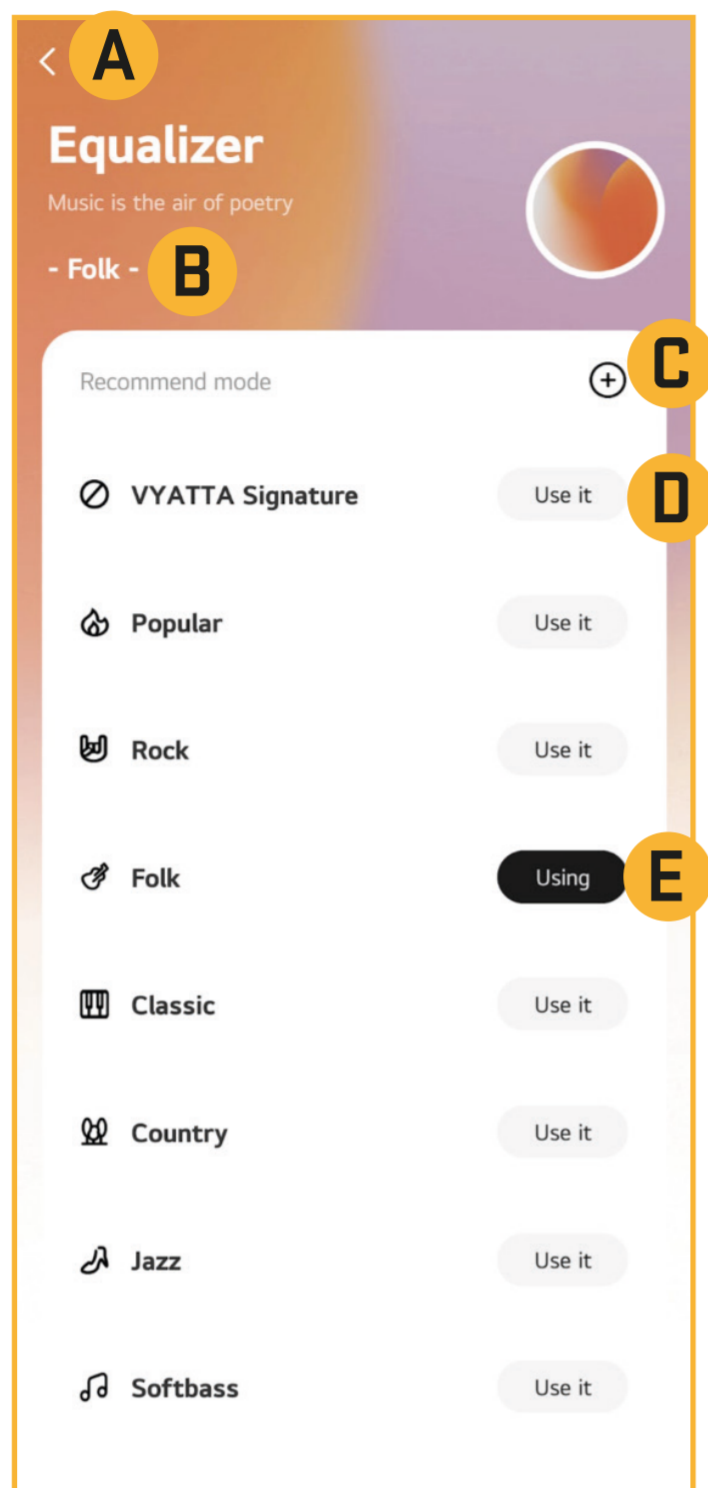 A
Equalizer
Music is the air of poetry
- Folk - B
C
Recommend mode
VYATTA Signature Use it D
Popular Use it
Rock Use it
Folk Using E
Classic Use it
Country Use it
Jazz Use it
Softbass Use it